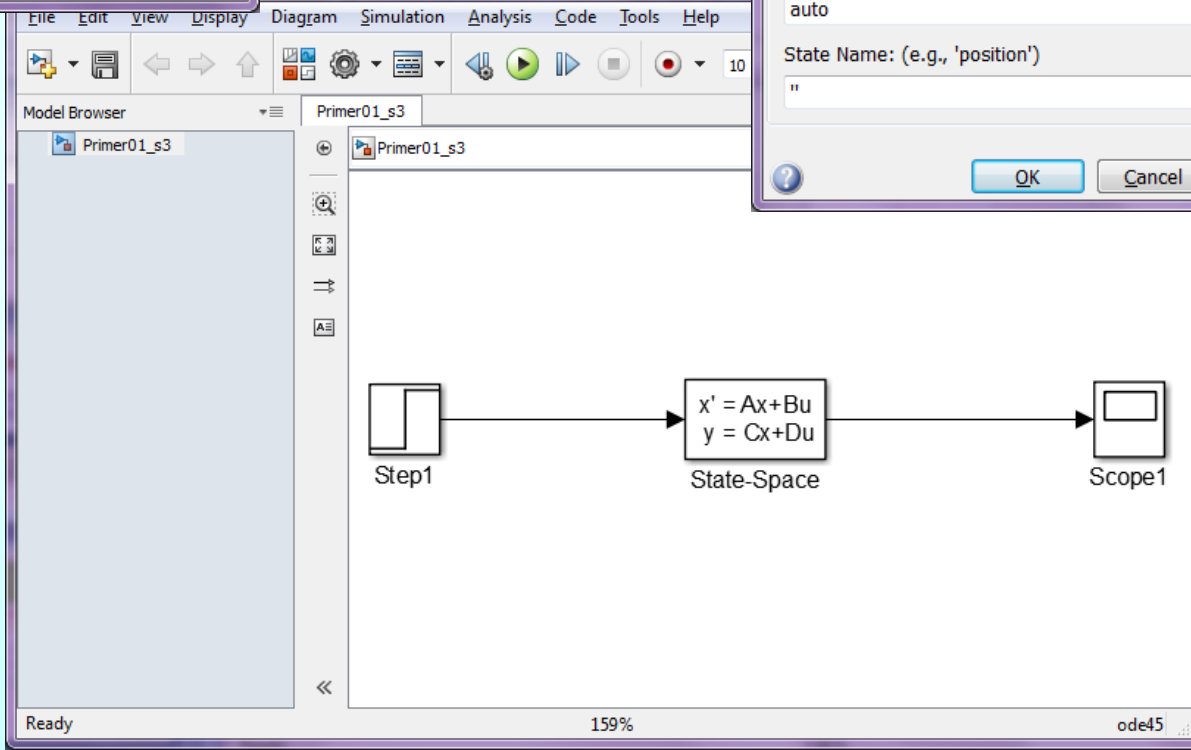 auto
State Name: (e.g., 'position')
''
OK Cancel
File Edit View Display Diagram Simulation Analysis Code Tools Help
10
Model Browser
Primer01_s3
Primer01_s3
Primer01_s3
x' = Ax+Bu
y = Cx+Du
Step1
State-Space
Scope1
Ready 159% ode45